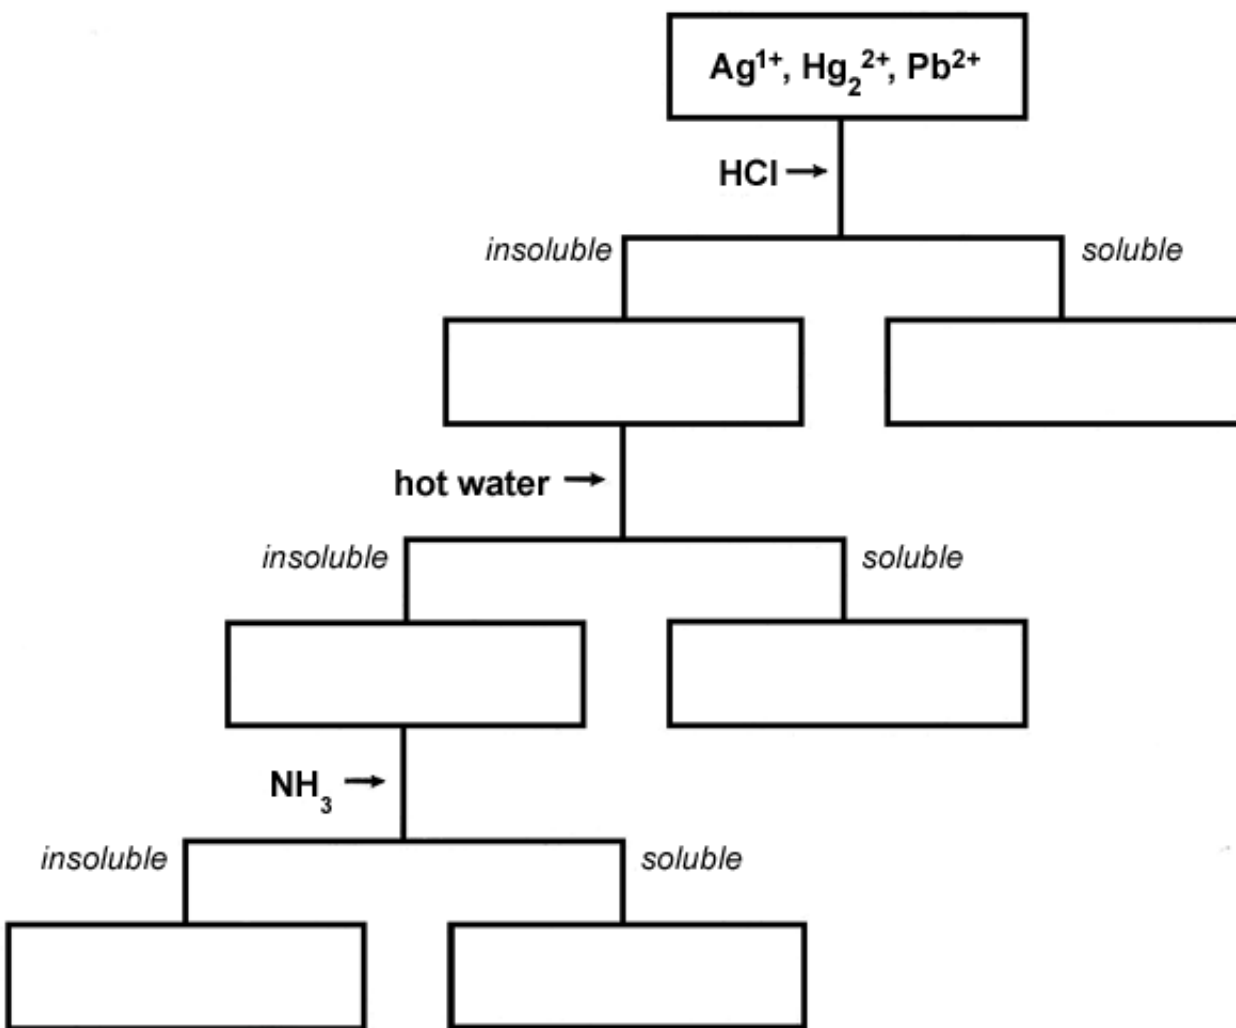 Ag¹⁺, Hg₂²⁺, Pb²⁺
HCl →
insoluble
soluble
hot water →
insoluble
soluble
NH₃ →
insoluble
soluble